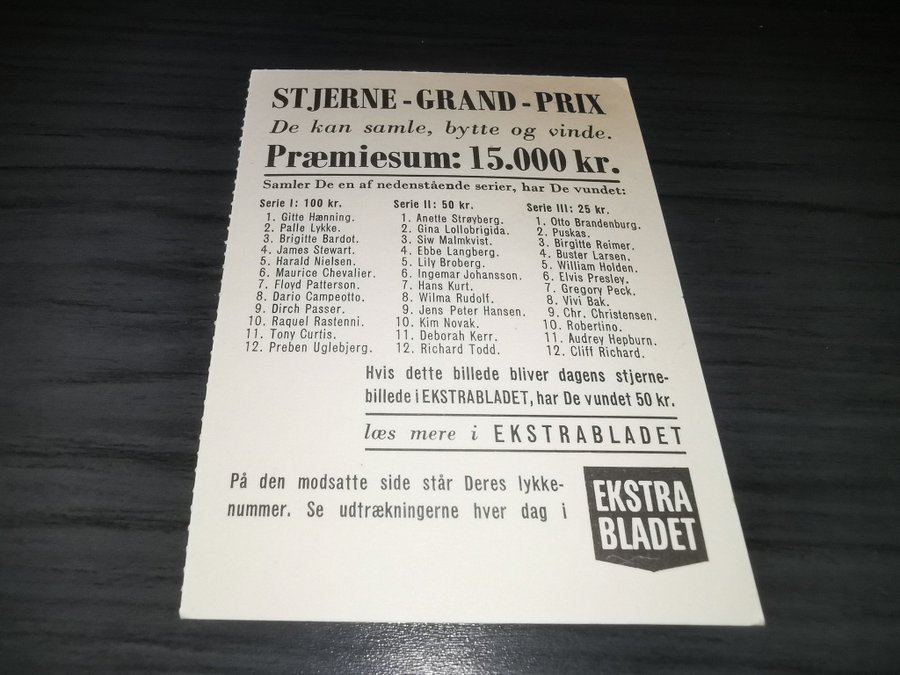 STJERNE-GRAND-PRIX
De kan samle, bytte og vinde.
Præmiesum: 15.000 kr.
Samler De en af nedenstående serier, har De vundet:
Serie I: 100 kr.
1. Gitte Hænning.
2. Palle Lykke.
3. Brigitte Bardot.
4. James Stewart.
5. Harald Nielsen.
6. Maurice Chevalier.
7. Floyd Patterson.
8. Dario Campeotto.
9. Dirch Passer.
10. Raquel Rastenni.
11. Tony Curtis.
12. Preben Uglebjerg.
Serie II: 50 kr.
1. Anette Strøyberg.
2. Gina Lollobrigida.
3. Siw Malmkvist.
4. Ebbe Langberg.
5. Lily Broberg.
6. Ingemar Johansson.
7. Hans Kurt.
8. Wilma Rudolf.
9. Jens Peter Hansen.
10. Kim Novak.
11. Deborah Kerr.
12. Richard Todd.
Serie III: 25 kr.
1. Otto Brandenburg.
2. Puskas.
3. Birgitte Reimer.
4. Buster Larsen.
5. William Holden.
6. Elvis Presley.
7. Gregory Peck.
8. Vivi Bak.
9. Chr. Christensen.
10. Robertino.
11. Audrey Hepburn.
12. Cliff Richard.
Hvis dette billede bliver dagens stjerne-
billede i EKSTRABLADET, har De vundet 50 kr.
læs mere i EKSTRABLADET
På den modsatte side står Deres lykke-
nummer. Se udtrækningerne hver dag i
EKSTRA
BLADET